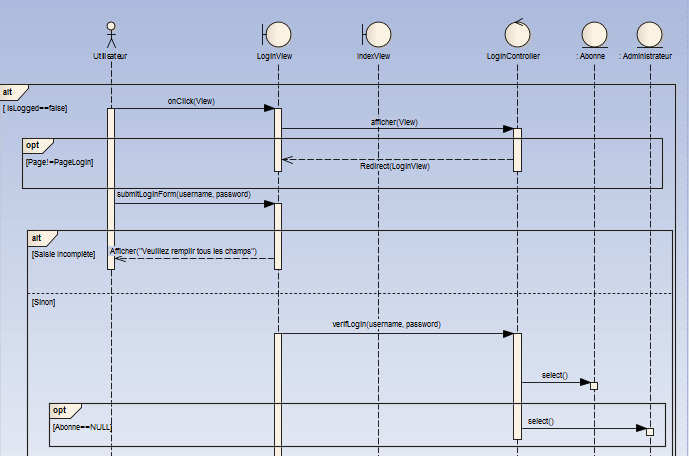 Utilisateur
LoginView
IndexView
LoginController
: Abonne
: Administrateur
alt
[ IsLogged==false]
onClick(View)
afficher(View)
opt
[Page!=PageLogin]
Redirect(LoginView)
submitLoginForm(username, password)
alt
[Saisie incomplète]
Afficher("Veuillez remplir tous les champs")
[Sinon]
verifLogin(username, password)
select()
opt
[Abonne==NULL]
select()